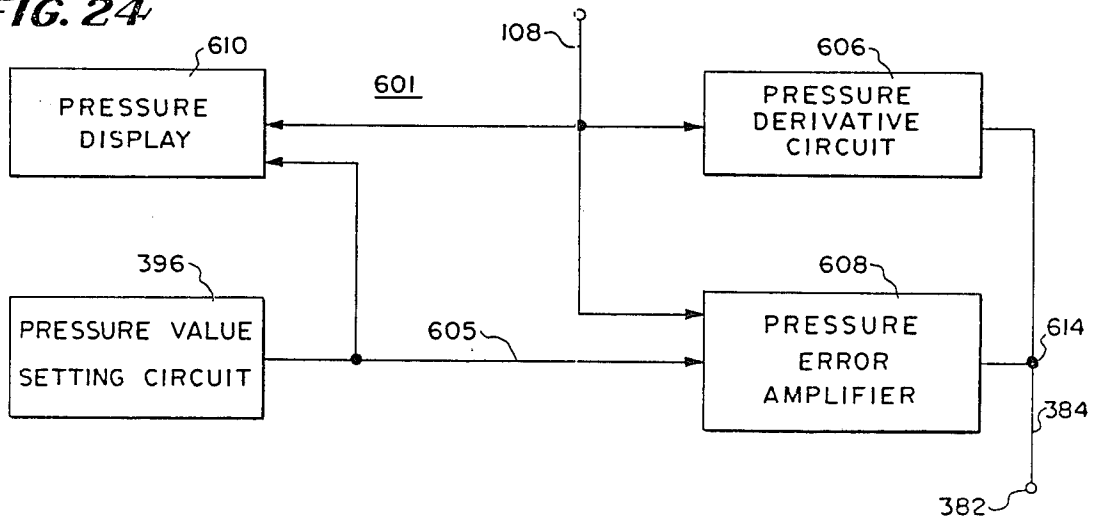 FIG. 24
610
PRESSURE
DISPLAY
601
108
606
PRESSURE
DERIVATIVE
CIRCUIT
396
PRESSURE VALUE
SETTING CIRCUIT
605
608
PRESSURE
ERROR
AMPLIFIER
614
384
382